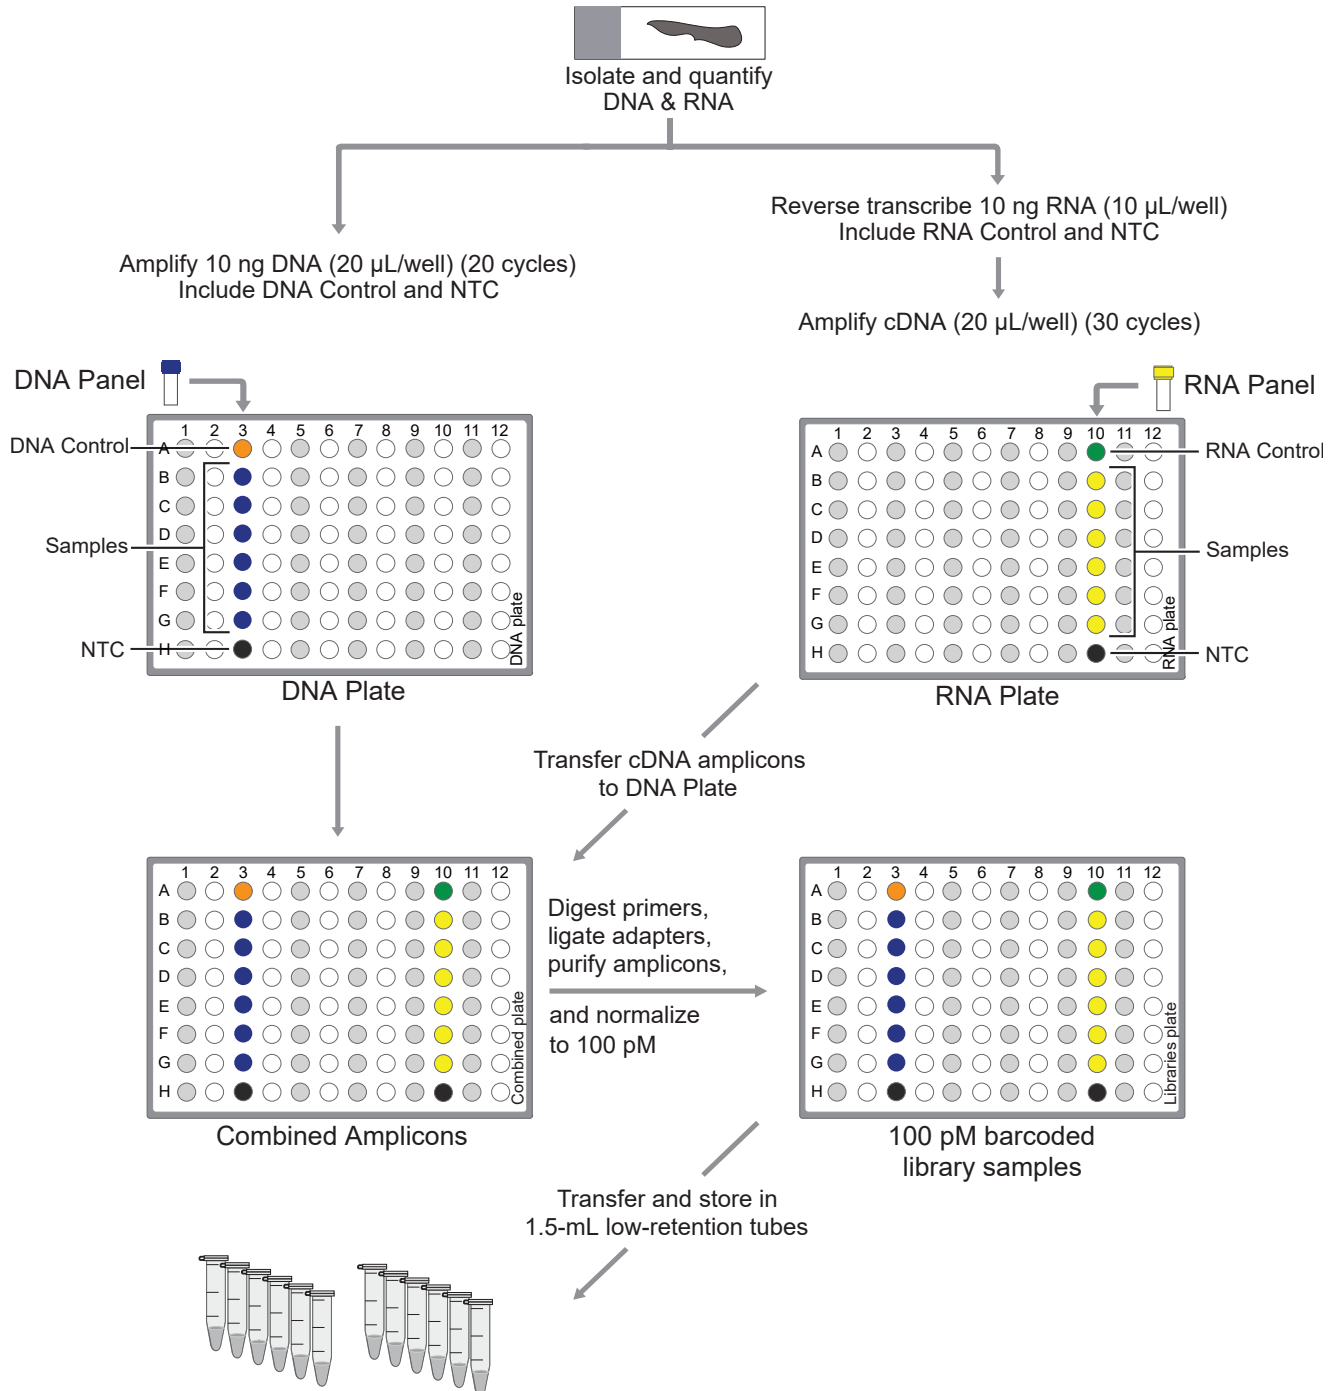 Isolate and quantify
DNA & RNA
Reverse transcribe 10 ng RNA (10 µL/well)
Include RNA Control and NTC
Amplify 10 ng DNA (20 µL/well) (20 cycles)
Include DNA Control and NTC
Amplify cDNA (20 µL/well) (30 cycles)
DNA Panel
RNA Panel
1 2 3 4 5 6 7 8 9 10 11 12
DNA Control
A
B
C
D
Samples
E
F
G
NTC
H
DNA plate
DNA Plate
1 2 3 4 5 6 7 8 9 10 11 12
A
RNA Control
B
C
D
Samples
E
F
G
H
NTC
RNA plate
RNA Plate
Transfer cDNA amplicons
to DNA Plate
1 2 3 4 5 6 7 8 9 10 11 12
A
B
C
D
E
F
G
H
Combined plate
Combined Amplicons
Digest primers,
ligate adapters,
purify amplicons,
and normalize
to 100 pM
1 2 3 4 5 6 7 8 9 10 11 12
A
B
C
D
E
F
G
H
Libraries plate
100 pM barcoded
library samples
Transfer and store in
1.5-mL low-retention tubes